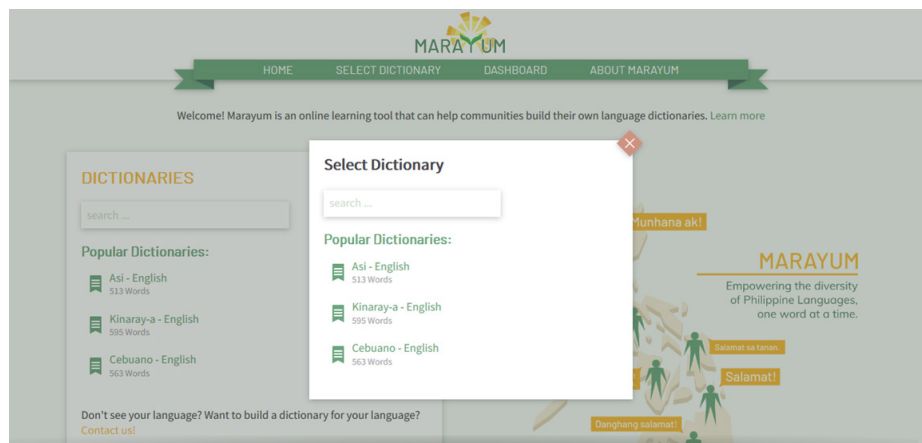 MARAYUM
HOME SELECT DICTIONARY DASHBOARD ABOUT MARAYUM
Welcome! Marayum is an online learning tool that can help communities build their own language dictionaries. Learn more
DICTIONARIES
search ...
Popular Dictionaries:
Asi - English
513 Words
Kinaray-a - English
595 Words
Cebuano - English
563 Words
Don't see your language? Want to build a dictionary for your language?
Contact us!
Select Dictionary
search ...
Popular Dictionaries:
Asi - English
513 Words
Kinaray-a - English
595 Words
Cebuano - English
563 Words
Munhana ak!
MARAYUM
Empowering the diversity
of Philippine Languages,
one word at a time.
Salamat sa tanan.
Salamat!
Danghang salamat!